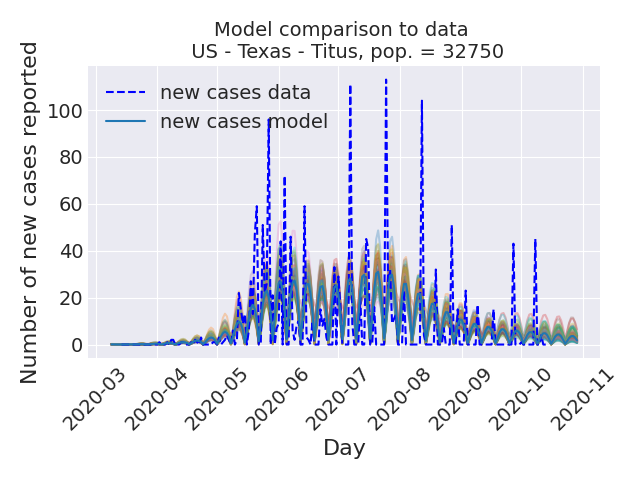 Model comparison to data
US - Texas - Titus, pop. = 32750
Number of new cases reported
new cases data
new cases model
100
80
60
40
20
0
2020-03
2020-04
2020-05
2020-06
2020-07
2020-08
2020-09
2020-10
2020-11
Day